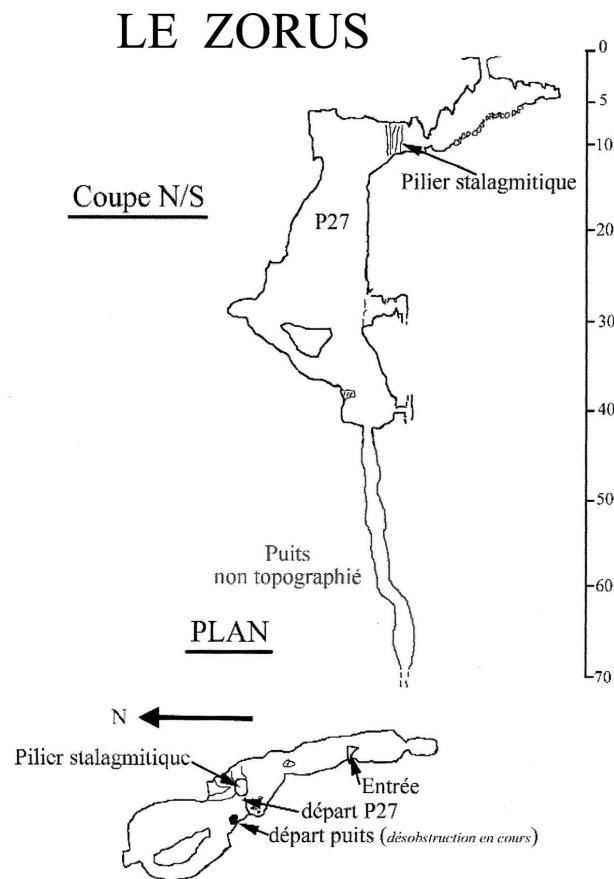 LE ZORUS
0
5
10
Pilier stalagmitique
Coupe N/S
P27
20
30
40
50
Puits
non topographié
60
PLAN
70
N
Pilier stalagmitique
Entrée
départ P27
départ puits (désobstruction en cours)